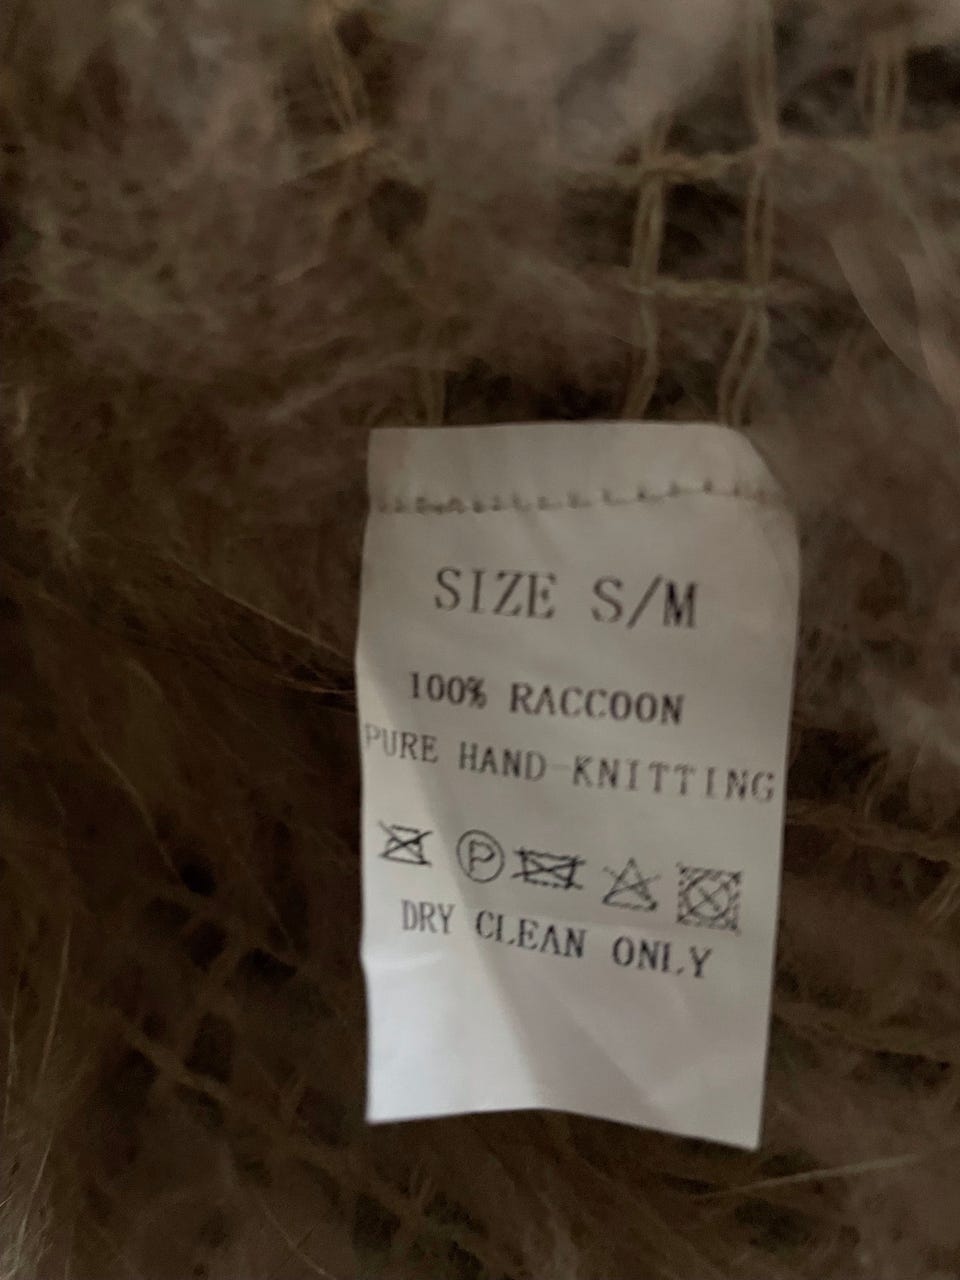 SIZE S/M
100% RACCOON
PURE HAND-KNITTING
P
DRY CLEAN ONLY